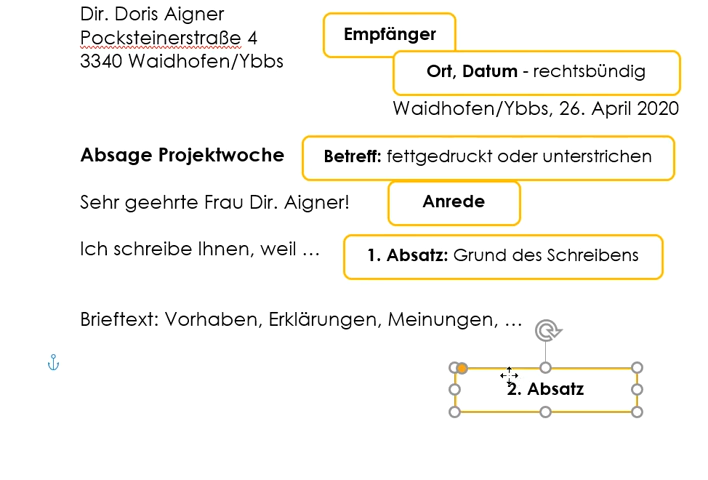 Dir. Doris Aigner
Pocksteinerstraße 4
3340 Waidhofen/Ybbs
Empfänger
Ort, Datum - rechtsbündig
Waidhofen/Ybbs, 26. April 2020
Absage Projektwoche
Betreff: fettgedruckt oder unterstrichen
Sehr geehrte Frau Dir. Aigner!
Anrede
Ich schreibe Ihnen, weil …
1. Absatz: Grund des Schreibens
Brieftext: Vorhaben, Erklärungen, Meinungen, …
2. Absatz